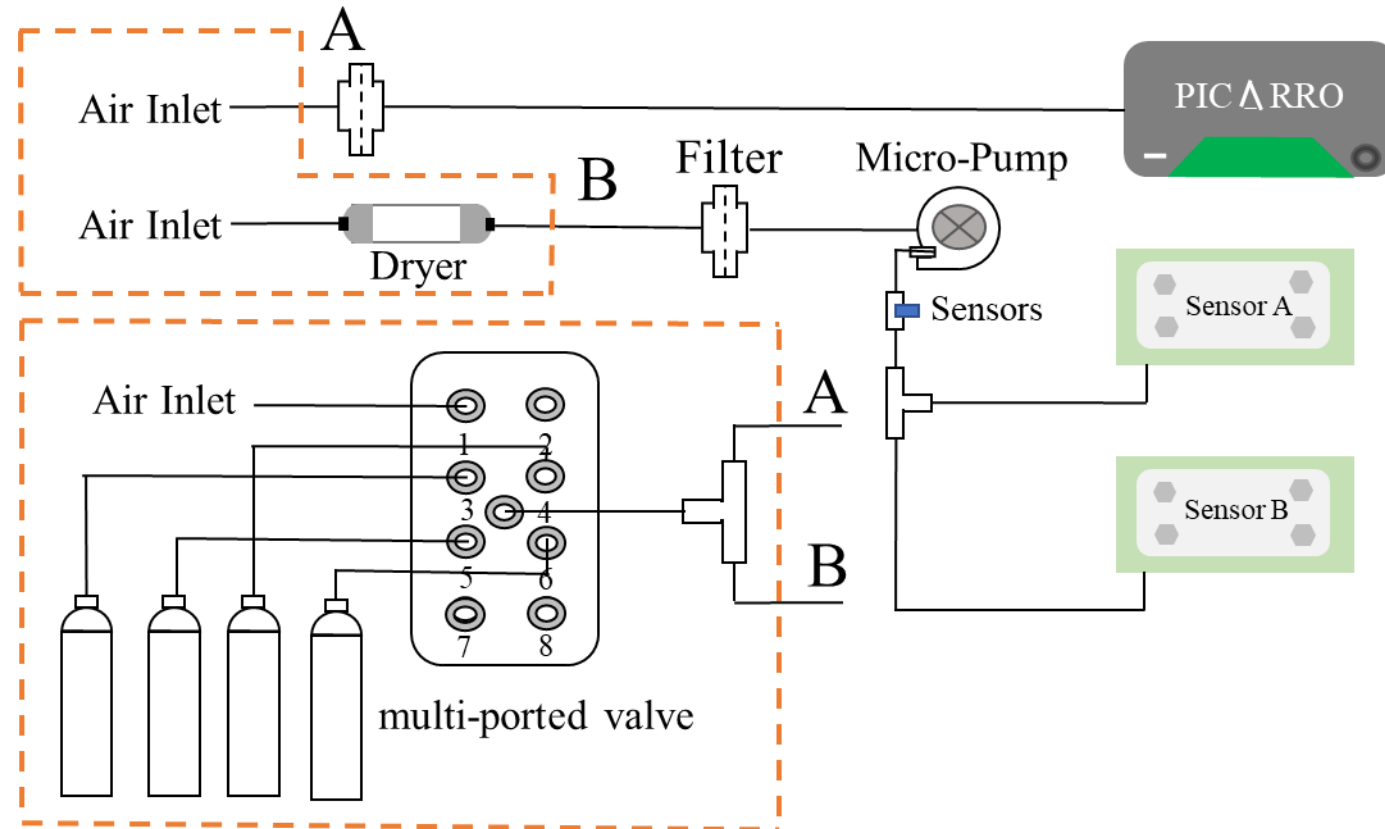 A
Air Inlet
PICΔRRO
B
Filter
Micro-Pump
Air Inlet
Dryer
Sensors
Sensor A
Air Inlet
A
1
2
3
4
Sensor B
B
5
6
7
8
multi-ported valve